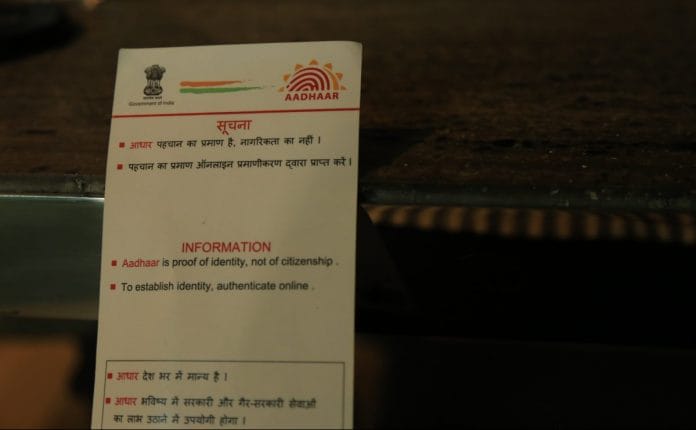 Government of India
AADHAAR
सूचना
■ आधार पहचान का प्रमाण है, नागरिकता का नहीं ।
■ पहचान का प्रमाण ऑनलाइन प्रमाणीकरण द्वारा प्राप्त करें ।
INFORMATION
■ Aadhaar is proof of identity, not of citizenship .
■ To establish identity, authenticate online .
■ आधार देश भर में मान्य है ।
■ आधार भविष्य में सरकारी और गैर-सरकारी सेवाओं
का लाभ उठाने में उपयोगी होगा ।